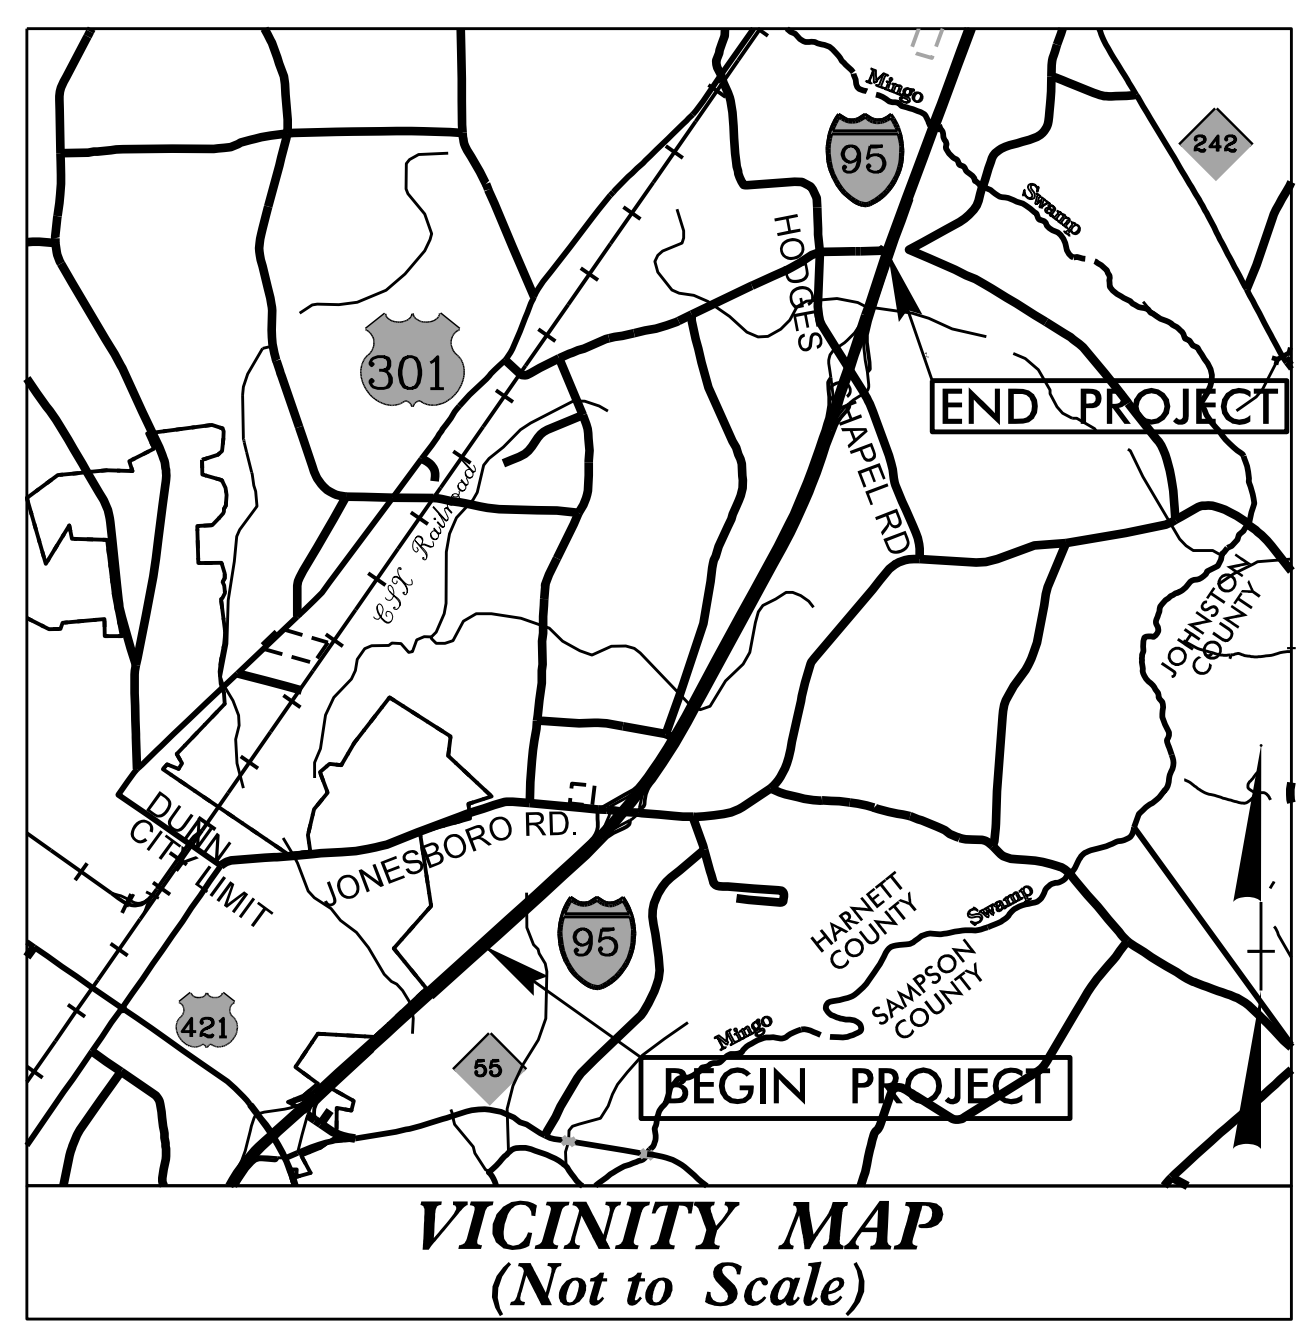 Mingo
95
242
Swamp
HODGES
CHAPEL RD
301
END PROJECT
CSX Railroad
JOHNSTON
COUNTY
DUNN
CITY LIMIT
JONESBORO RD.
95
HARNETT
COUNTY
Swamp
SAMPSON
COUNTY
421
55
Mingo
BEGIN PROJECT
VICINITY MAP
(Not to Scale)